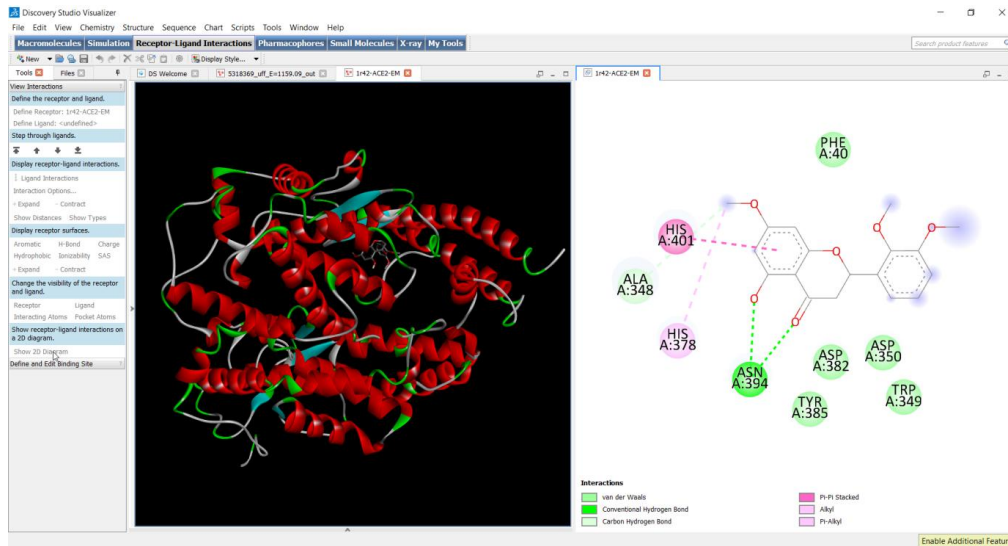 Discovery Studio Visualizer
File Edit View Chemistry Structure Sequence Chart Scripts Tools Window Help
Macromolecules Simulation Receptor-Ligand Interactions Pharmacophores Small Molecules X-ray My Tools
Search product features
New Display Style...
Tools Files
DS Welcome 5318369_uff_E=1159.09_out 1r42-ACE2-EM 1r42-ACE2-EM
View Interactions
Define the receptor and ligand.
Define Receptor: 1r42-ACE2-EM
Define Ligand: <undefined>
Step through ligands.
Display receptor-ligand interactions.
Ligand Interactions
Interaction Options...
Expand Contract
Show Distances Show Types
Display receptor surfaces.
Aromatic H-Bond Charge
Hydrophobic Ionizability SAS
Expand Contract
Change the visibility of the receptor
and ligand.
Receptor Ligand
Interacting Atoms Pocket Atoms
Show receptor-ligand interactions on
a 2D diagram.
Show 2D Diagram
Define and Edit Binding Site
PHE
A:40
HIS
A:401
ALA
A:348
HIS
A:378
ASN
A:394
ASP
A:382
ASP
A:350
TYR
A:385
TRP
A:349
O
O
O
O
O
O
Interactions
van der Waals
Conventional Hydrogen Bond
Carbon Hydrogen Bond
Pi-Pi Stacked
Alkyl
Pi-Alkyl
Enable Additional Featur